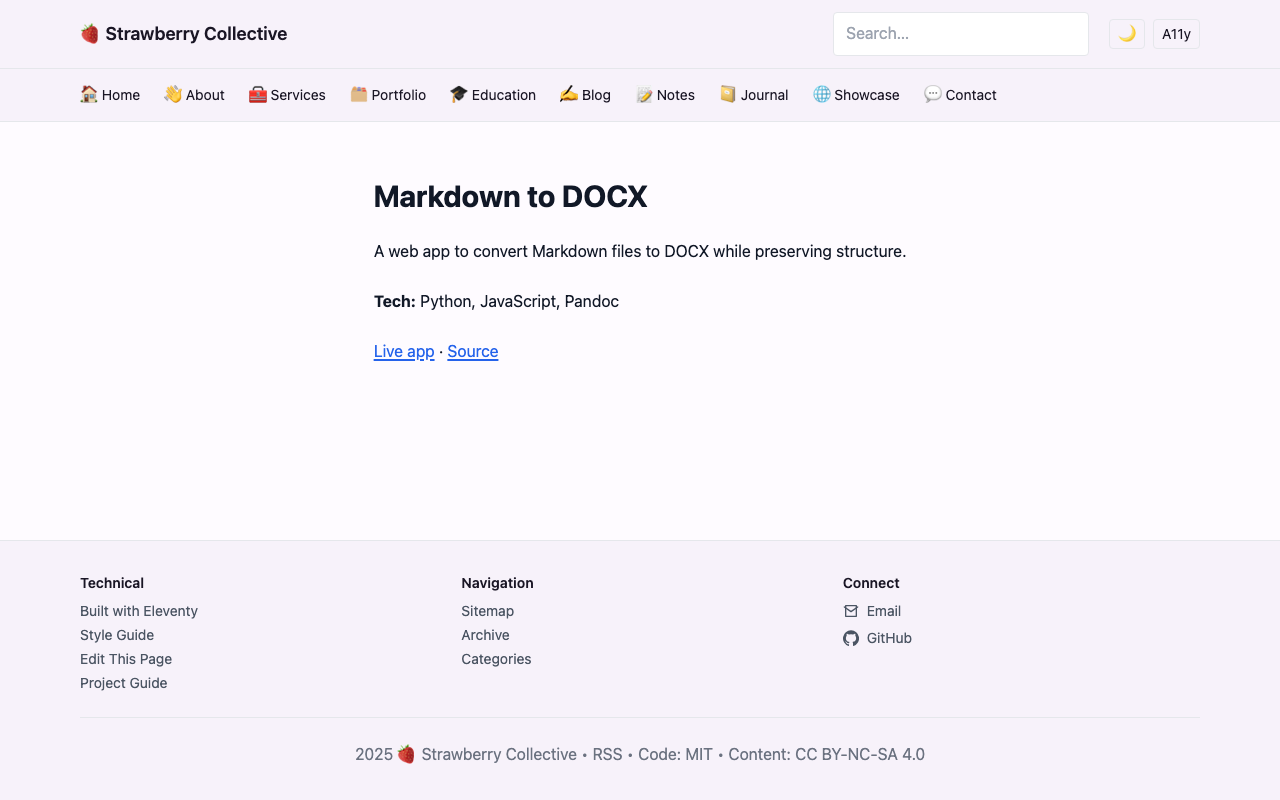 🍓 Strawberry Collective
Search...
🌙
A11y
🏠 Home 👋 About 🧰 Services 🗂️ Portfolio 🎓 Education ✍️ Blog 📝 Notes 📔 Journal 🌐 Showcase 💬 Contact
Markdown to DOCX
A web app to convert Markdown files to DOCX while preserving structure.
Tech: Python, JavaScript, Pandoc
Live app · Source
Technical
Built with Eleventy
Style Guide
Edit This Page
Project Guide
Navigation
Sitemap
Archive
Categories
Connect
Email
GitHub
2025 🍓 Strawberry Collective • RSS • Code: MIT • Content: CC BY-NC-SA 4.0